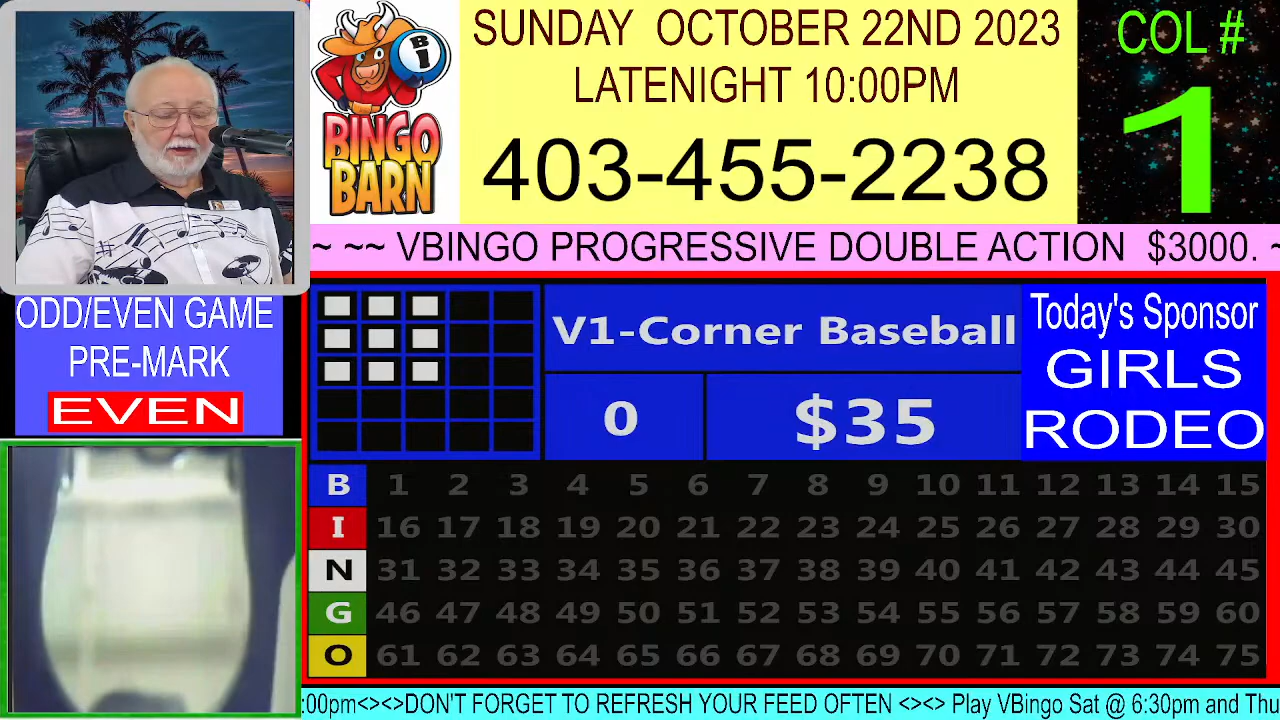 BI
BINGO
BARN
SUNDAY OCTOBER 22ND 2023
LATENIGHT 10:00PM
403-455-2238
COL #
1
~ ~~ VBINGO PROGRESSIVE DOUBLE ACTION $3000. ~
ODD/EVEN GAME
PRE-MARK
EVEN
V1-Corner Baseball
0
$35
Today's Sponsor
GIRLS
RODEO
B 1 2 3 4 5 6 7 8 9 10 11 12 13 14 15
I 16 17 18 19 20 21 22 23 24 25 26 27 28 29 30
N 31 32 33 34 35 36 37 38 39 40 41 42 43 44 45
G 46 47 48 49 50 51 52 53 54 55 56 57 58 59 60
O 61 62 63 64 65 66 67 68 69 70 71 72 73 74 75
:00pm<><>DON'T FORGET TO REFRESH YOUR FEED OFTEN <><> Play VBingo Sat @ 6:30pm and Thu